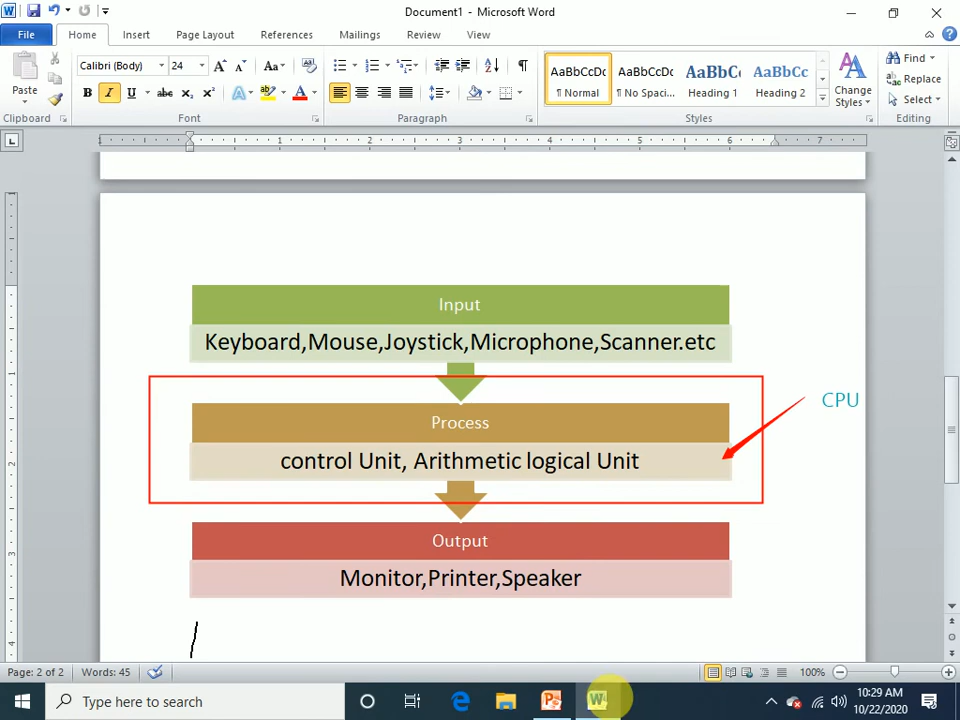 Document1 - Microsoft Word
File Home Insert Page Layout References Mailings Review View
Paste
Clipboard
Calibri (Body) 24
Font
Paragraph
AaBbCcDc
¶ Normal
AaBbCcDc
¶ No Spaci...
AaBbCc
Heading 1
AaBbCc
Heading 2
Change
Styles
Styles
Find
Replace
Select
Editing
Input
Keyboard,Mouse,Joystick,Microphone,Scanner.etc
Process
control Unit, Arithmetic logical Unit
CPU
Output
Monitor,Printer,Speaker
Page: 2 of 2 Words: 45 100%
Type here to search
10:29 AM
10/22/2020